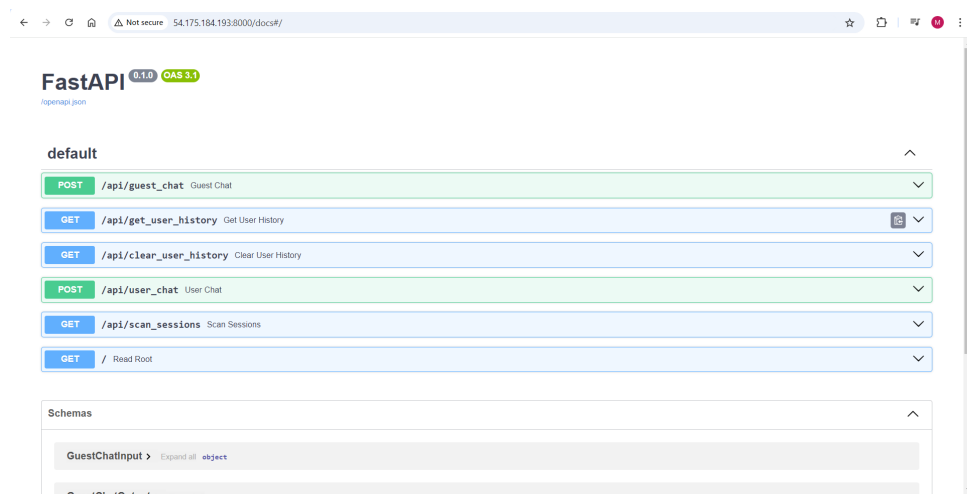 Not secure 54.175.184.193:8000/docs#/
M
FastAPI 0.1.0 OAS 3.1
/openapi.json
default
POST /api/guest_chat Guest Chat
GET /api/get_user_history Get User History
GET /api/clear_user_history Clear User History
POST /api/user_chat User Chat
GET /api/scan_sessions Scan Sessions
GET / Read Root
Schemas
GuestChatInput Expand all object